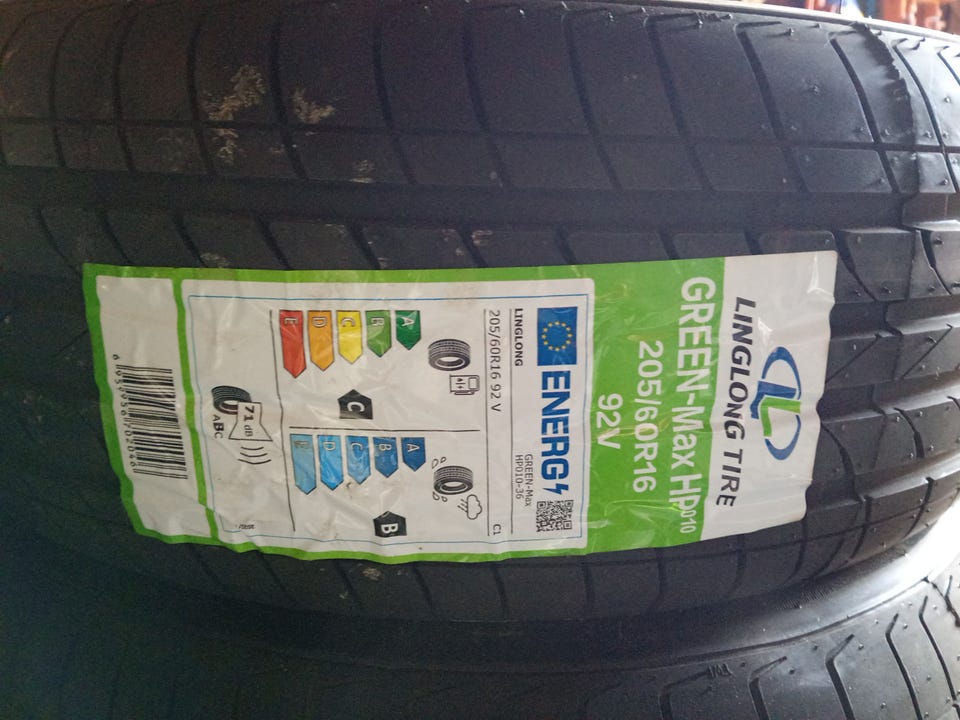 LINGLONG TIRE
GREEN-Max HP010
205/60R16
92V
ENERG
LINGLONG
GREEN-Max
HP010-36
205/60R16 92 V
C1
A
B
C
D
E
C
A
B
C
D
E
B
71 dB
ABC